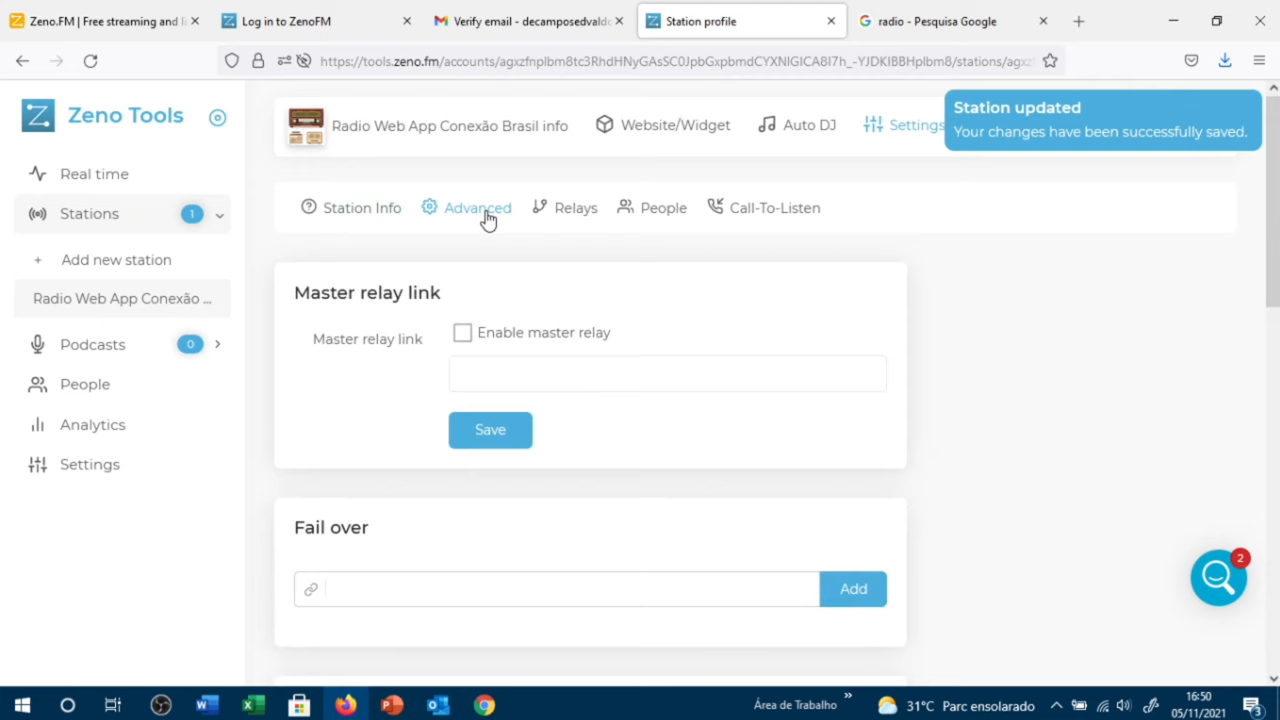 Zeno.FM | Free streaming and li
Log in to ZenoFM
Verify email - decamposedvaldo
Station profile
radio - Pesquisa Google
https://tools.zeno.fm/accounts/agxzfnplbm8tc3RhdHNyGAsSC0JpbGxpbmdCYXNlGICA8I7h_-YJDKIBBHplbm8/stations/agxz
Zeno Tools
Radio Web App Conexão Brasil info
Website/Widget
Auto DJ
Settings
Station updated
Your changes have been successfully saved.
Real time
Stations
1
Station Info
Advanced
Relays
People
Call-To-Listen
+ Add new station
Radio Web App Conexão ...
Master relay link
Master relay link
Enable master relay
Podcasts
0
People
Analytics
Save
Settings
Fail over
2
Add
Área de Trabalho
»
31°C Parc ensolarado
16:50
05/11/2021
3